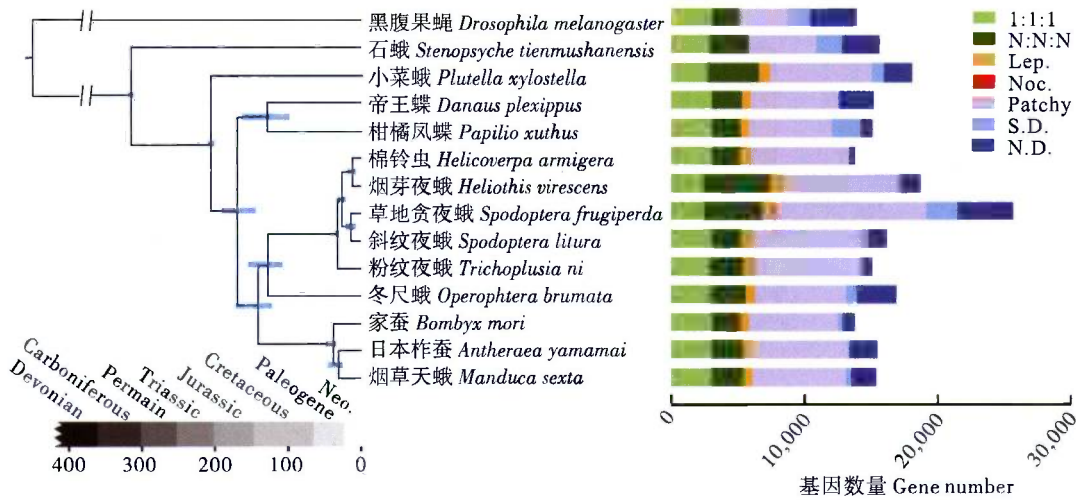 黑腹果蝇 Drosophila melanogaster
石蛾 Stenopsyche tienmushanensis
小菜蛾 Plutella xylostella
帝王蝶 Danaus plexippus
柑橘凤蝶 Papilio xuthus
棉铃虫 Helicoverpa armigera
烟芽夜蛾 Heliothis virescens
草地贪夜蛾 Spodoptera frugiperda
斜纹夜蛾 Spodoptera litura
粉纹夜蛾 Trichoplusia ni
冬尺蛾 Operophtera brumata
家蚕 Bombyx mori
日本柞蚕 Antheraea yamamai
烟草天蛾 Manduca sexta
1:1:1
N:N:N
Lep.
Noc.
Patchy
S.D.
N.D.
Devonian
Carboniferous
Permain
Triassic
Jurassic
Cretaceous
Paleogene
Neo.
400 300 200 100 0
0 10,000 20,000 30,000
基因数量 Gene number